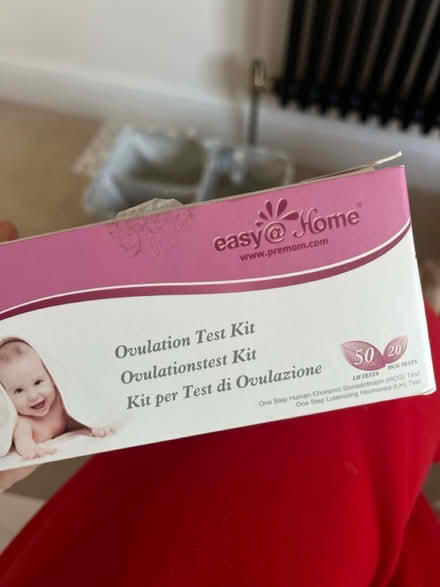 easy@Home®
www.premom.com
Ovulation Test Kit
Ovulationstest Kit
Kit per Test di Ovulazione
50
LH TESTS
20
HCG TESTS
One Step Human Chorionic Gonadotropin (HCG) Test
One Step Luteinizing Hormone (LH) Test